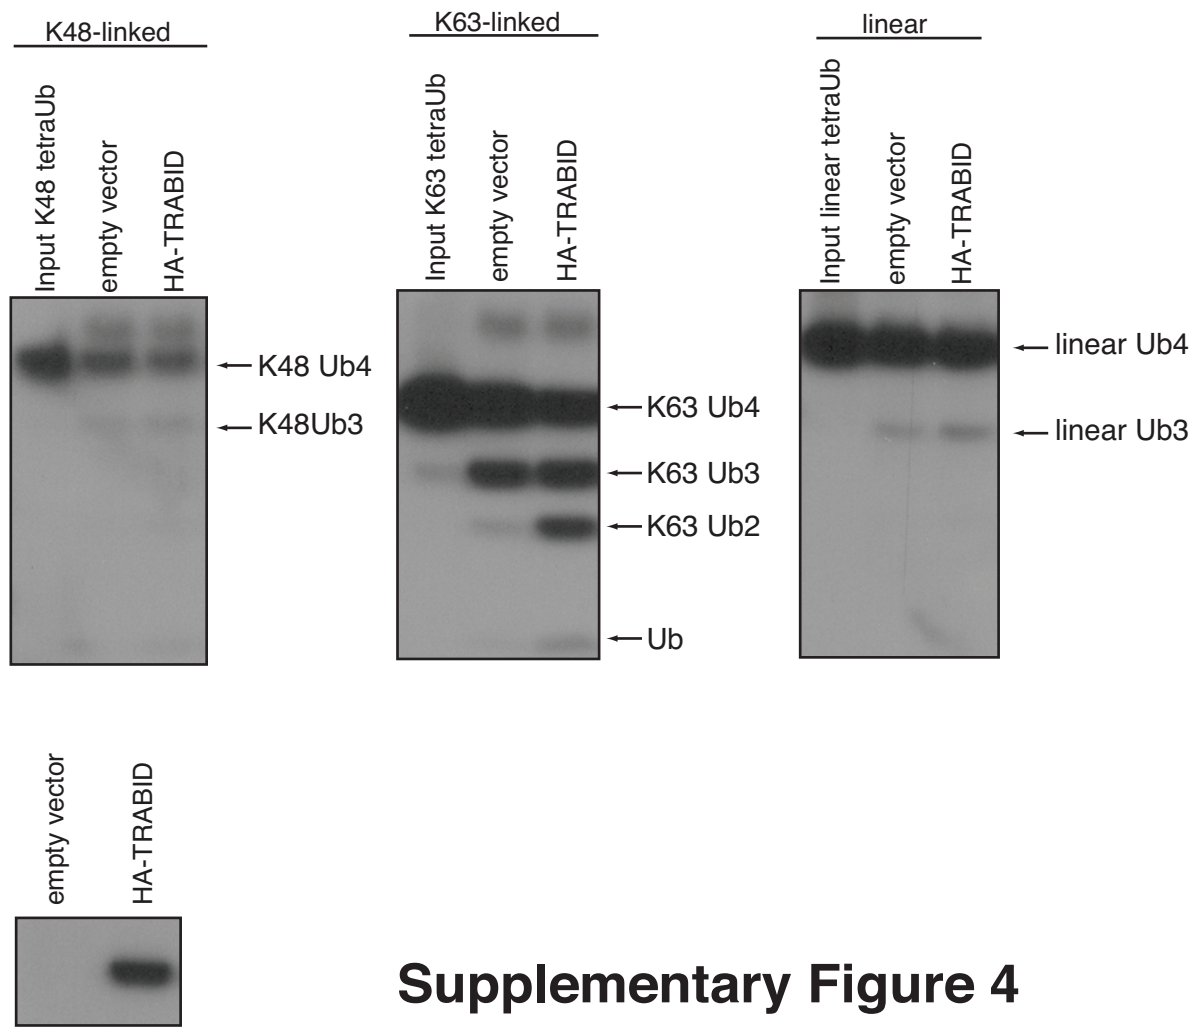 K48-linked
Input K48 tetraUb
empty vector
HA-TRABID
K48 Ub4
K48Ub3
K63-linked
Input K63 tetraUb
empty vector
HA-TRABID
K63 Ub4
K63 Ub3
K63 Ub2
Ub
linear
Input linear tetraUb
empty vector
HA-TRABID
linear Ub4
linear Ub3
empty vector
HA-TRABID
Supplementary Figure 4